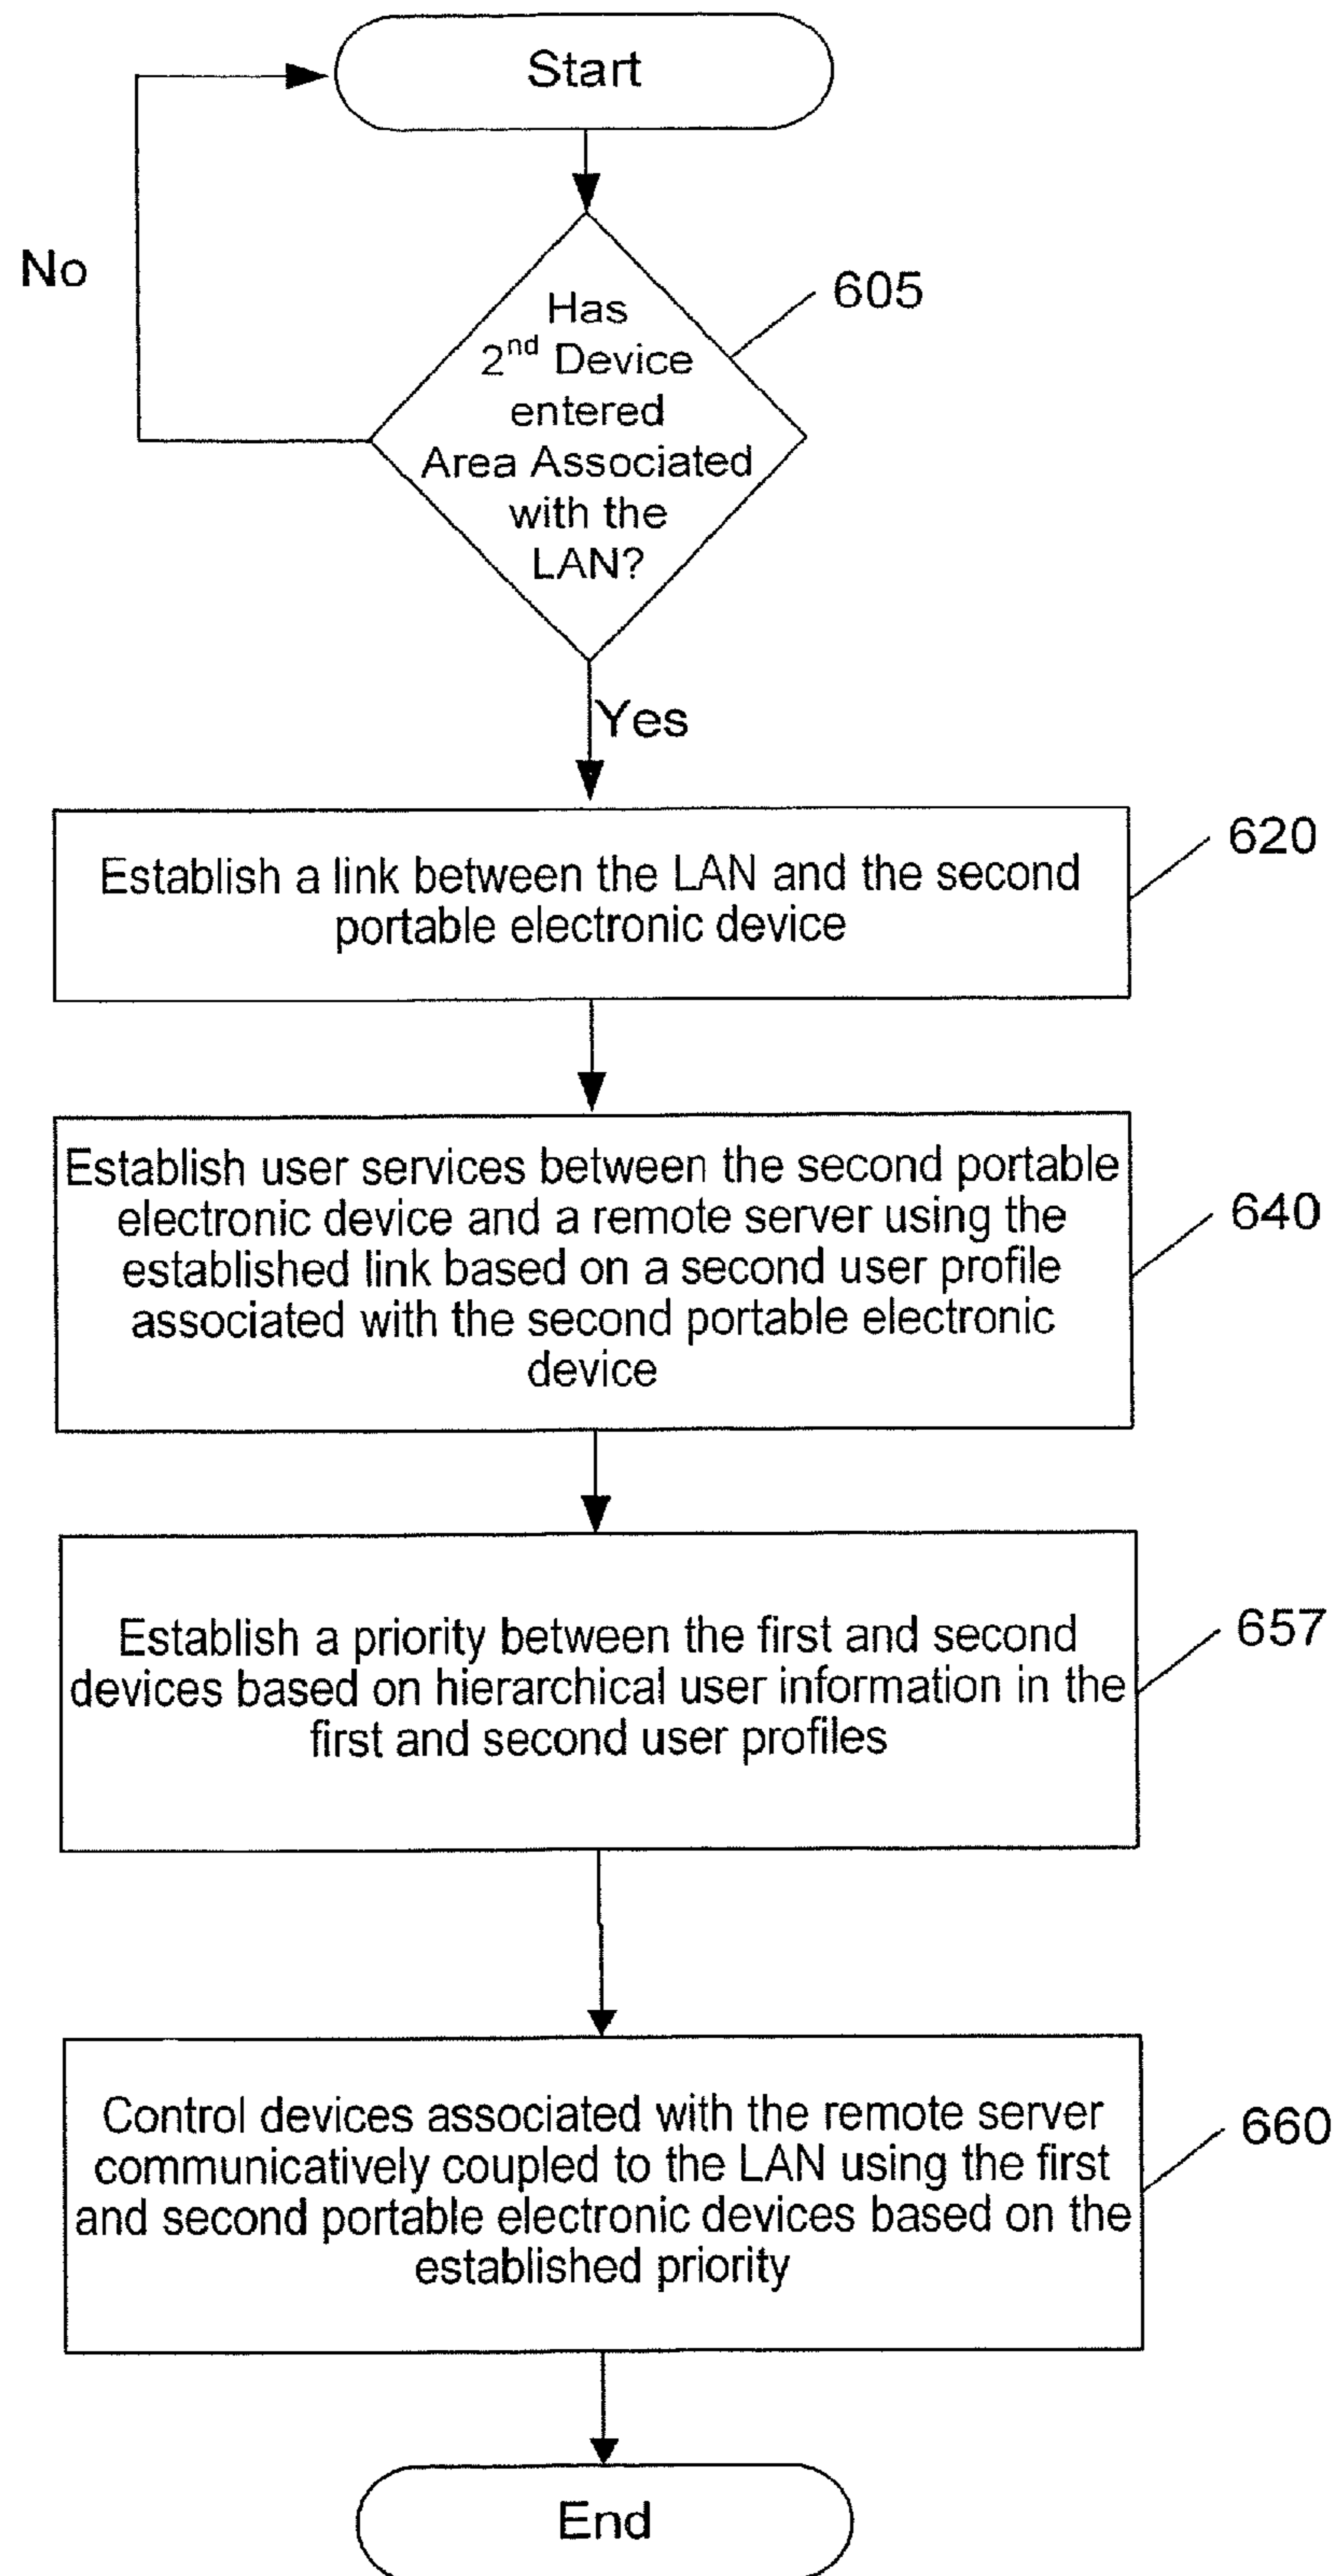 Start
No
605
Has
2nd Device
entered
Area Associated
with the
LAN?
Yes
620
Establish a link between the LAN and the second
portable electronic device
Establish user services between the second portable
electronic device and a remote server using the
established link based on a second user profile
associated with the second portable electronic
device
640
Establish a priority between the first and second
devices based on hierarchical user information in the
first and second user profiles
657
Control devices associated with the remote server
communicatively coupled to the LAN using the first
and second portable electronic devices based on the
established priority
660
End